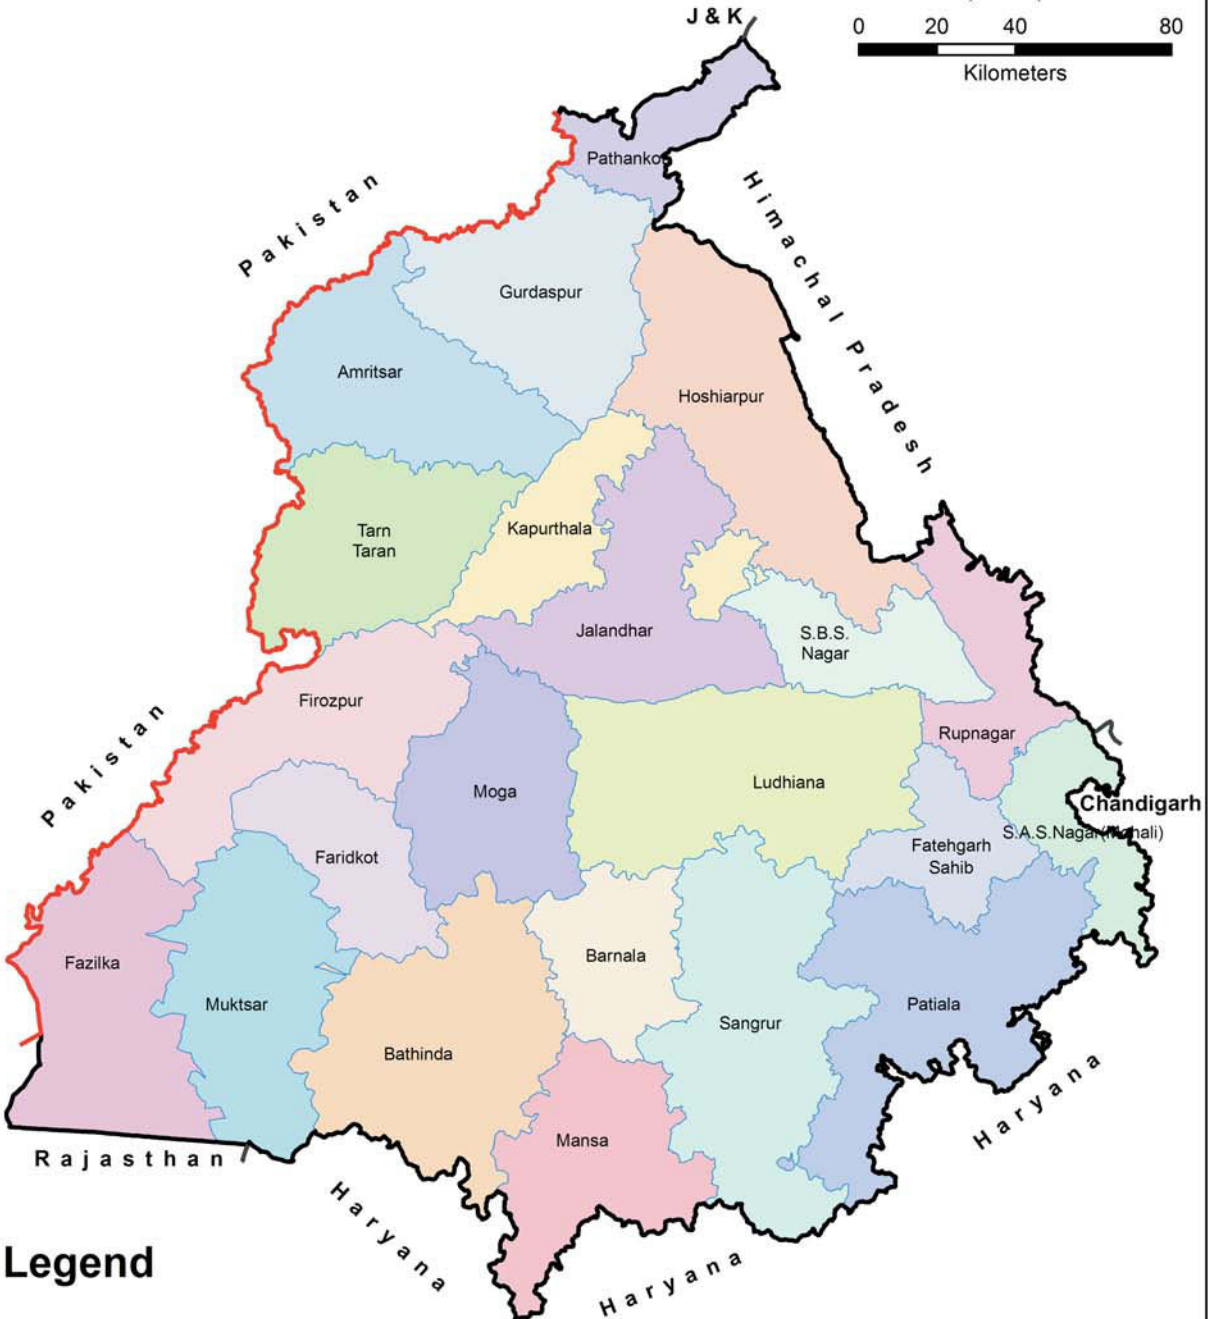 J & K
0 20 40 80
Kilometers
Pathankot
Pakistan
Himachal Pradesh
Gurdaspur
Amritsar
Hoshiarpur
Tarn
Taran
Kapurthala
Jalandhar
S.B.S.
Nagar
Firozpur
Pakistan
Rupnagar
Moga
Ludhiana
Chandigarh
S.A.S.Nagar(Mohali)
Faridkot
Fatehgarh
Sahib
Fazilka
Barnala
Muktsar
Patiala
Sangrur
Bathinda
Haryana
Mansa
Rajasthan
Haryana
Haryana
Legend